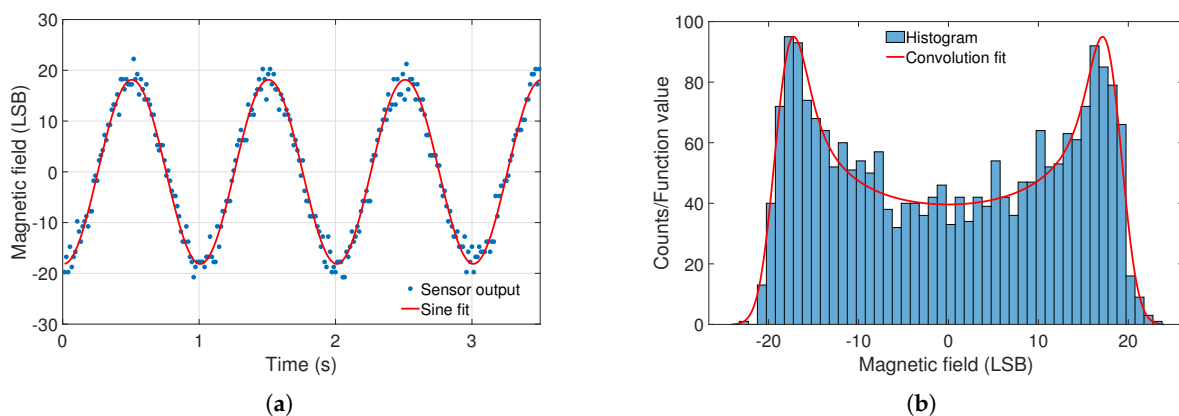 30
20
10
0
-10
-20
-30
Magnetic field (LSB)
Sensor output
Sine fit
0 1 2 3
Time (s)
(a)
100
80
60
40
20
0
Counts/Function value
Histogram
Convolution fit
-20 -10 0 10 20
Magnetic field (LSB)
(b)